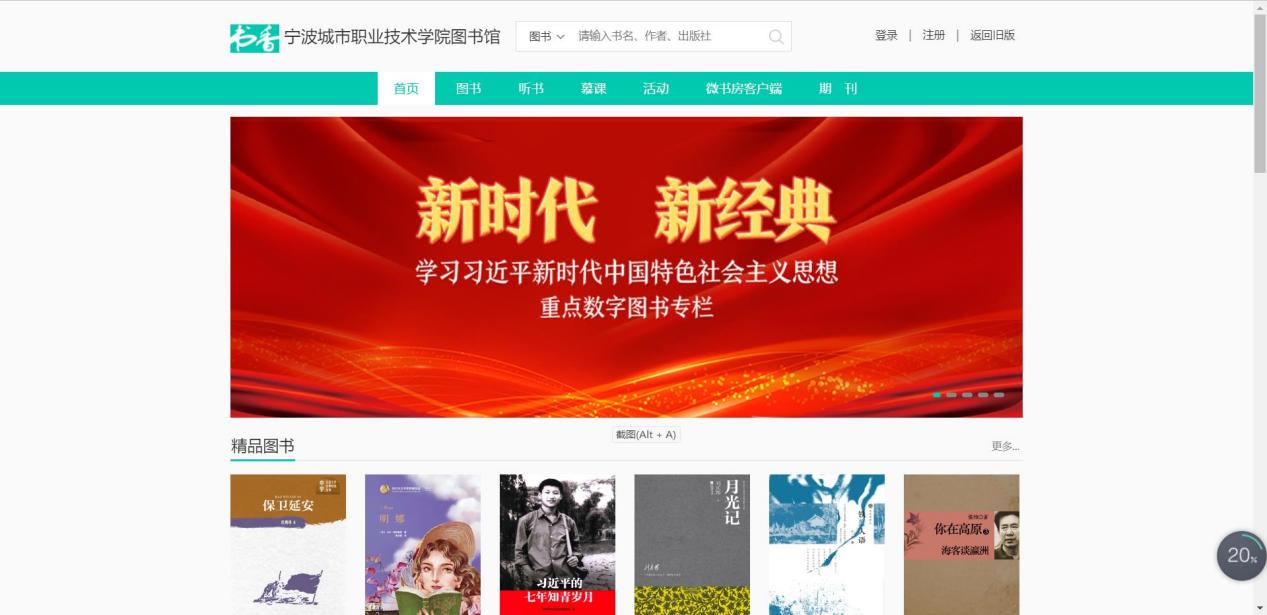 书香 宁波城市职业技术学院图书馆 图书 请输入书名、作者、出版社 登录 | 注册 | 返回旧版
首页 图书 听书 慕课 活动 微书房客户端 期 刊
新时代 新经典
学习习近平新时代中国特色社会主义思想
重点数字图书专栏
截图(Alt + A)
精品图书 更多...
保卫延安
明娜
习近平的
七年知青岁月
月光记
你在高原
海客谈瀛洲
20%